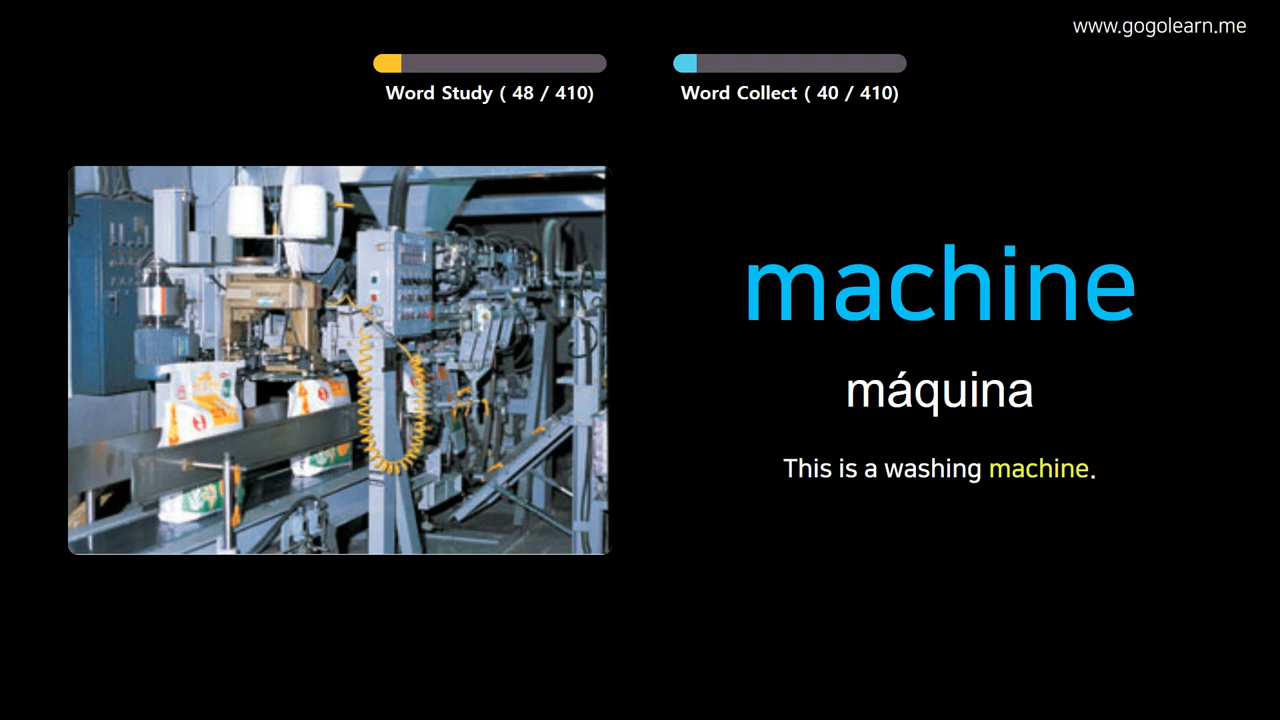 www.gogolearn.me
Word Study ( 48 / 410)
Word Collect ( 40 / 410)
machine
máquina
This is a washing machine.